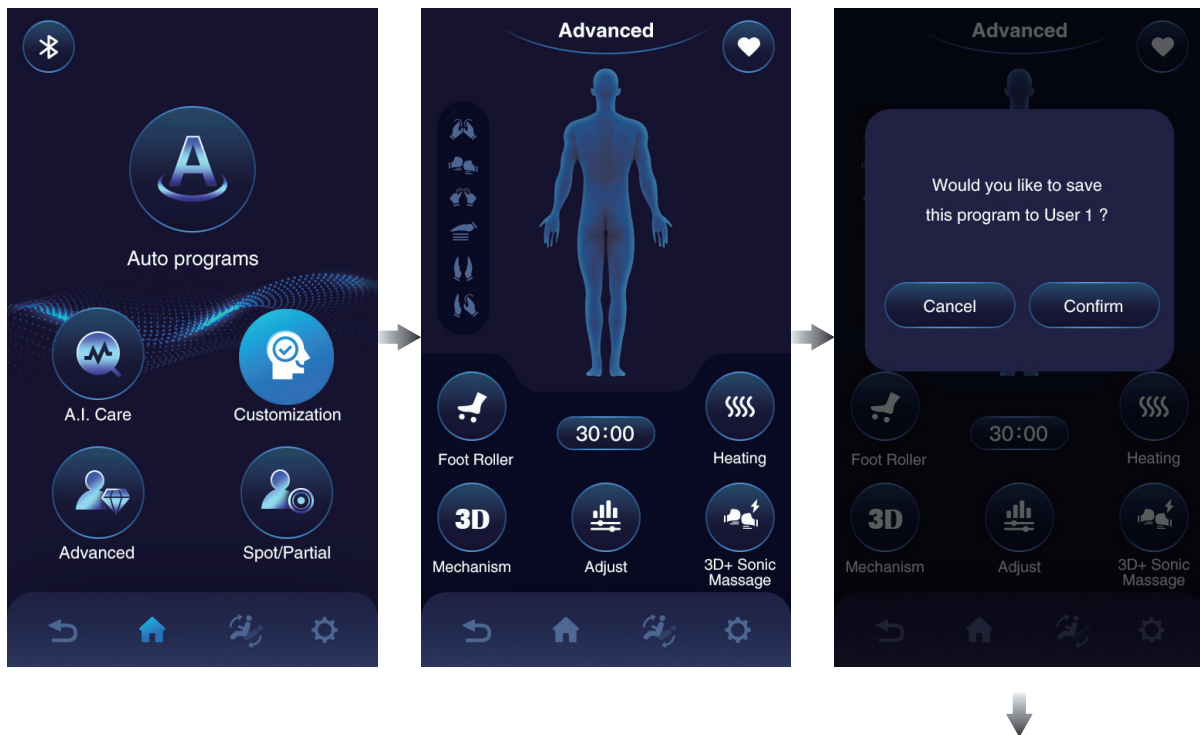 Auto programs
A.I. Care
Customization
Advanced
Spot/Partial
Advanced
Foot Roller
30:00
Heating
3D
Mechanism
Adjust
3D+ Sonic
Massage
Advanced
Would you like to save
this program to User 1 ?
Cancel
Confirm
Foot Roller
30:00
Heating
3D
Mechanism
Adjust
3D+ Sonic
Massage